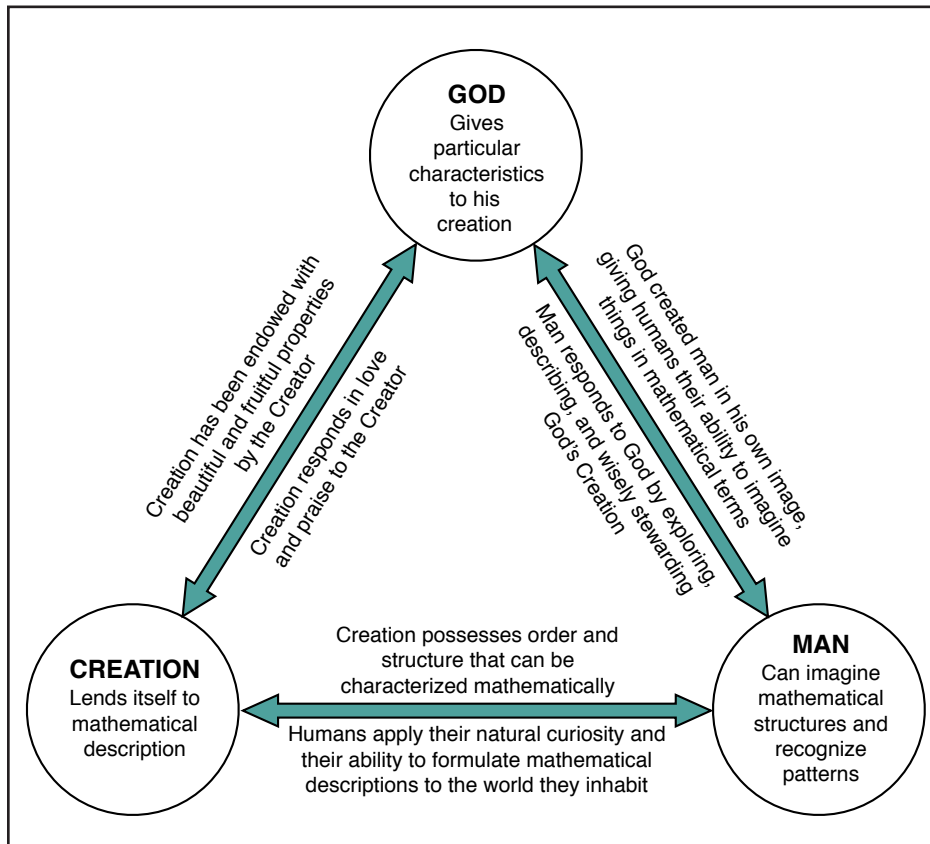 GOD
Gives
particular
characteristics
to his
creation
Creation has been endowed with
beautiful and fruitful properties
by the Creator
Creation responds in love
and praise to the Creator
God created man in his own image,
giving humans their ability to imagine
things in mathematical terms
Man responds to God by exploring,
describing, and wisely stewarding
God's Creation
CREATION
Lends itself to
mathematical
description
Creation possesses order and
structure that can be
characterized mathematically
Humans apply their natural curiosity and
their ability to formulate mathematical
descriptions to the world they inhabit
MAN
Can imagine
mathematical
structures and
recognize
patterns